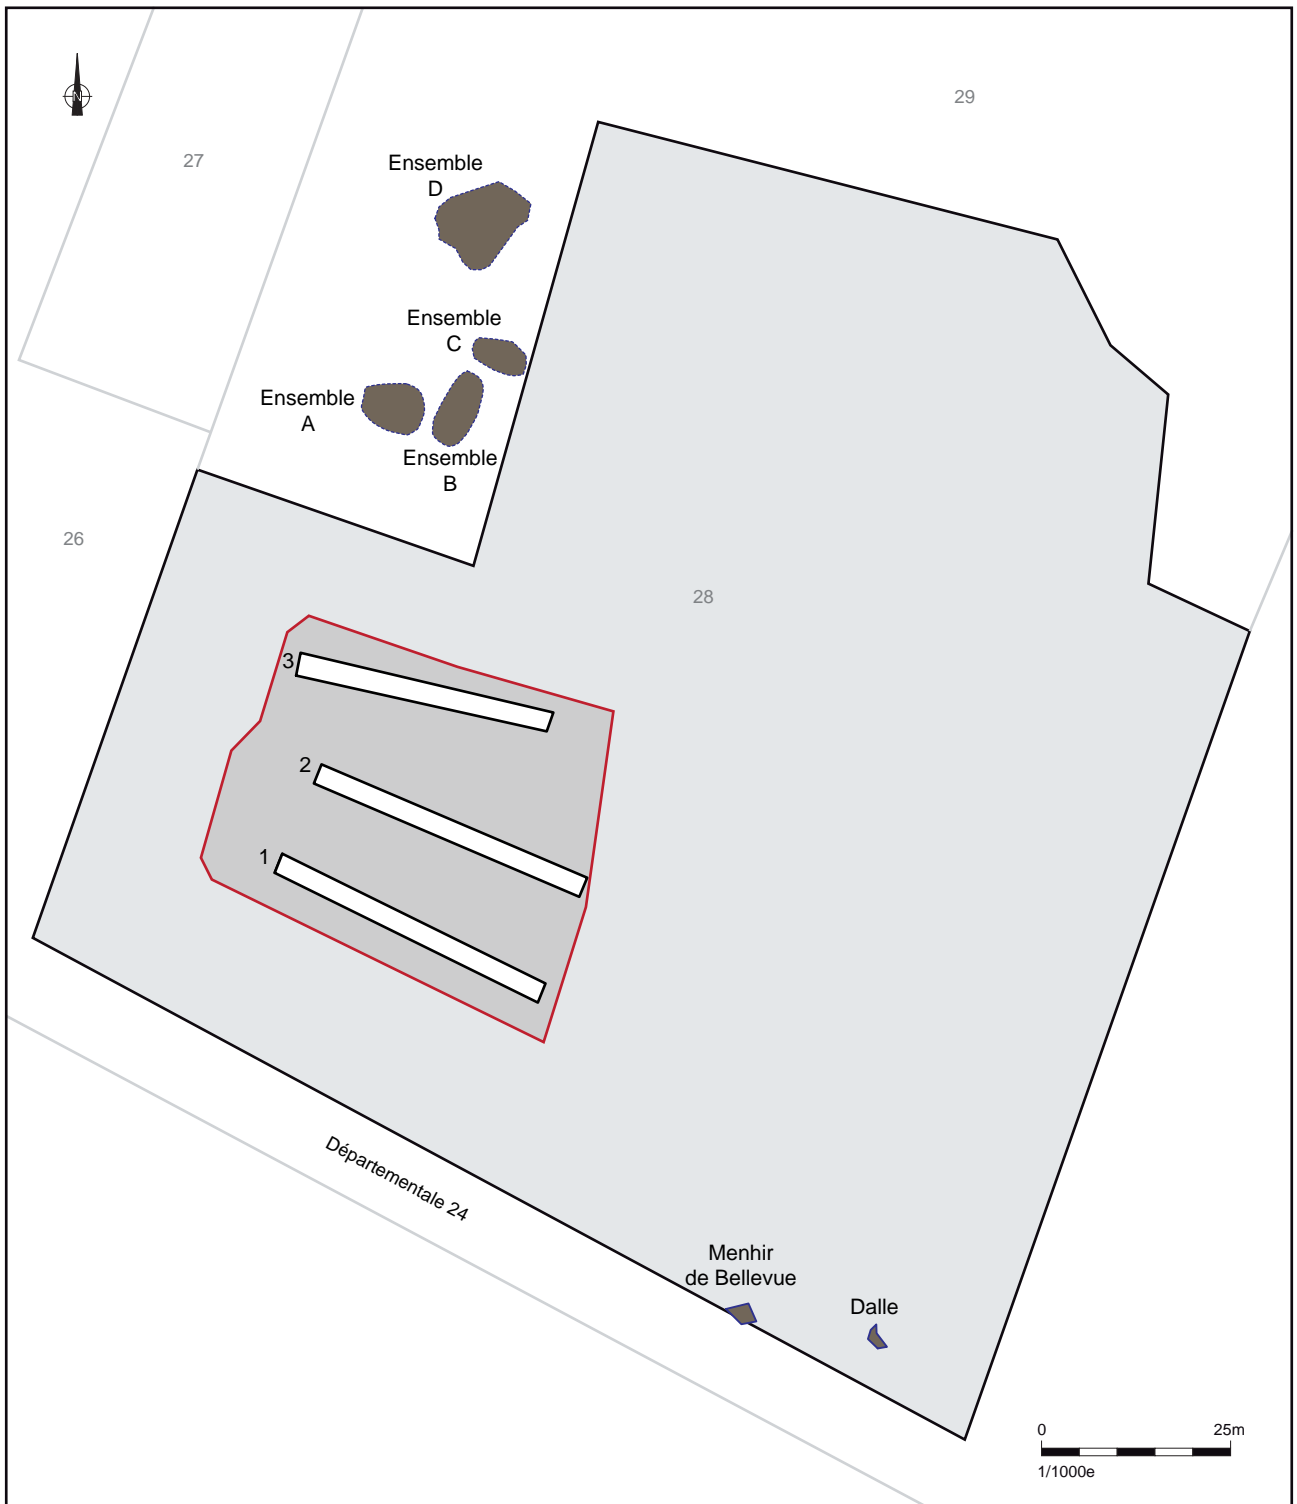 29
N
27
Ensemble
D
Ensemble
C
Ensemble
A
Ensemble
B
26
28
3
2
1
Départementale 24
Menhir
de Bellevue
Dalle
0 25m
1/1000e